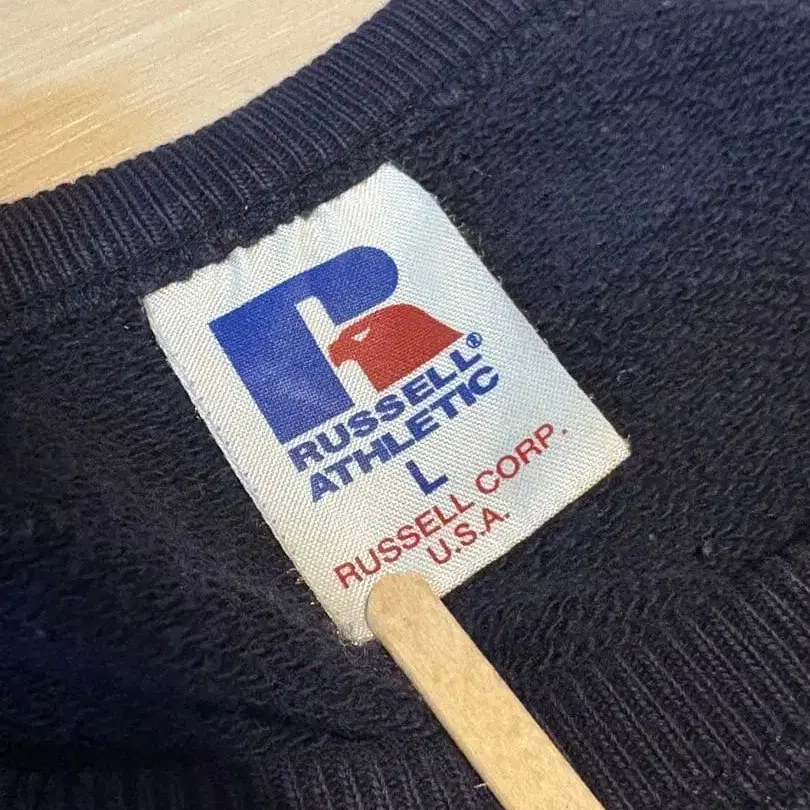 RUSSELL®
ATHLETIC
L
RUSSELL CORP.
U.S.A.